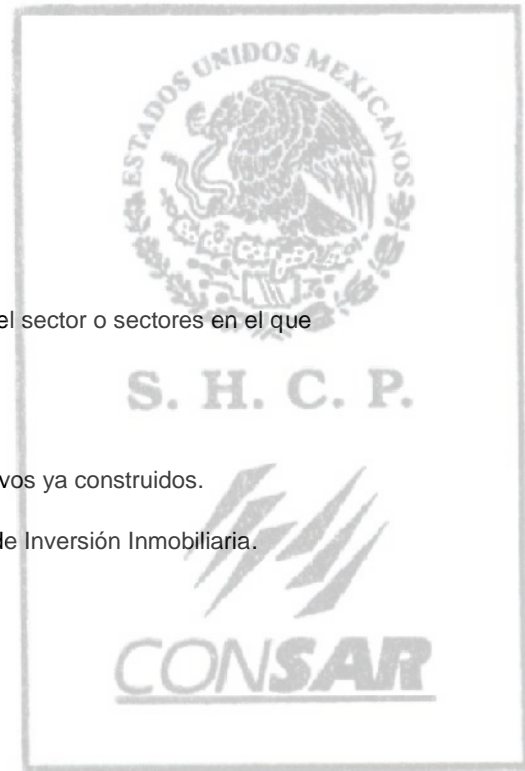 ESTADOS UNIDOS MEXICANOS
el sector o sectores en el que
S. H. C. P.
vos ya construidos.
de Inversión Inmobiliaria.
CONSAR